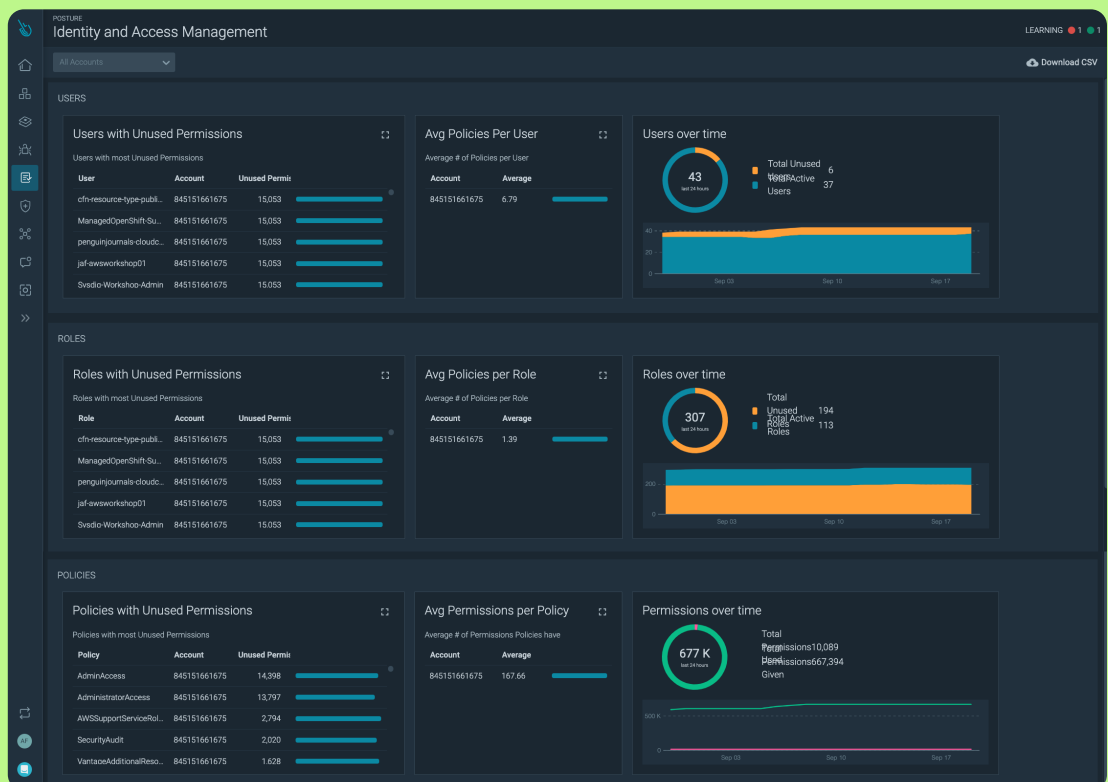 POSTURE
Identity and Access Management
LEARNING 1 1
All Accounts
Download CSV
USERS
Users with Unused Permissions
Users with most Unused Permissions
User Account Unused Permis
cfn-resource-type-publi... 845151661675 15,053
ManagedOpenShift-Su... 845151661675 15,053
penguinjournals-cloudc... 845151661675 15,053
jaf-awsworkshop01 845151661675 15,053
Svsdio-Workshop-Admin 845151661675 15.053
Avg Policies Per User
Average # of Policies per User
Account Average
845151661675 6.79
Users over time
43
last 24 hours
Total Unused Users 6
Total Active Users 37
40
20
0
Sep 03 Sep 10 Sep 17
ROLES
Roles with Unused Permissions
Roles with most Unused Permissions
Role Account Unused Permis
cfn-resource-type-publi... 845151661675 15,053
ManagedOpenShift-Su... 845151661675 15,053
penguinjournals-cloudc... 845151661675 15,053
jaf-awsworkshop01 845151661675 15,053
Svsdio-Workshop-Admin 845151661675 15.053
Avg Policies per Role
Average # of Policies per Role
Account Average
845151661675 1.39
Roles over time
307
last 24 hours
Total Unused Roles 194
Total Active Roles 113
200
0
Sep 03 Sep 10 Sep 17
POLICIES
Policies with Unused Permissions
Policies with most Unused Permissions
Policy Account Unused Permis
AdminAccess 845151661675 14,398
AdministratorAccess 845151661675 13,797
AWSSupportServiceRol... 845151661675 2,794
SecurityAudit 845151661675 2,020
VantageAdditionalReso... 845151661675 1.628
Avg Permissions per Policy
Average # of Permissions Policies have
Account Average
845151661675 167.66
Permissions over time
677 K
last 24 hours
Total Permissions Used 10,089
Total Permissions Given 667,394
500 K
0
Sep 03 Sep 10 Sep 17
AF